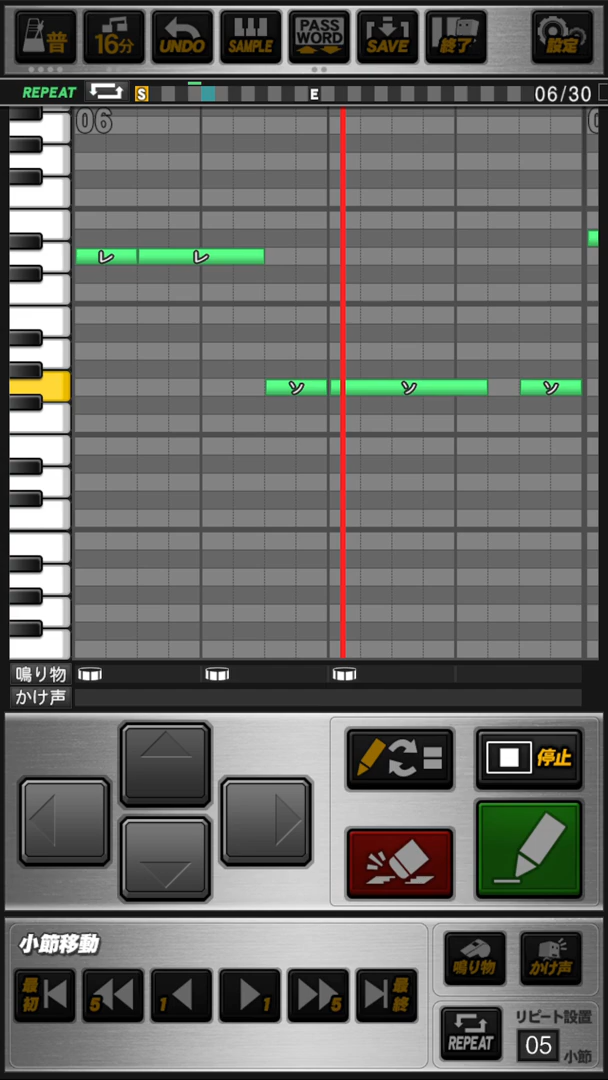 普 16分 UNDO SAMPLE PASS WORD SAVE 終了 設定
REPEAT S E 06/30
06
レ レ
ソ ソ ソ
鳴り物
かけ声
停止
小節移動
最初 5 1 1 5 最終
鳴り物 かけ声
REPEAT リピート設置
05 小節